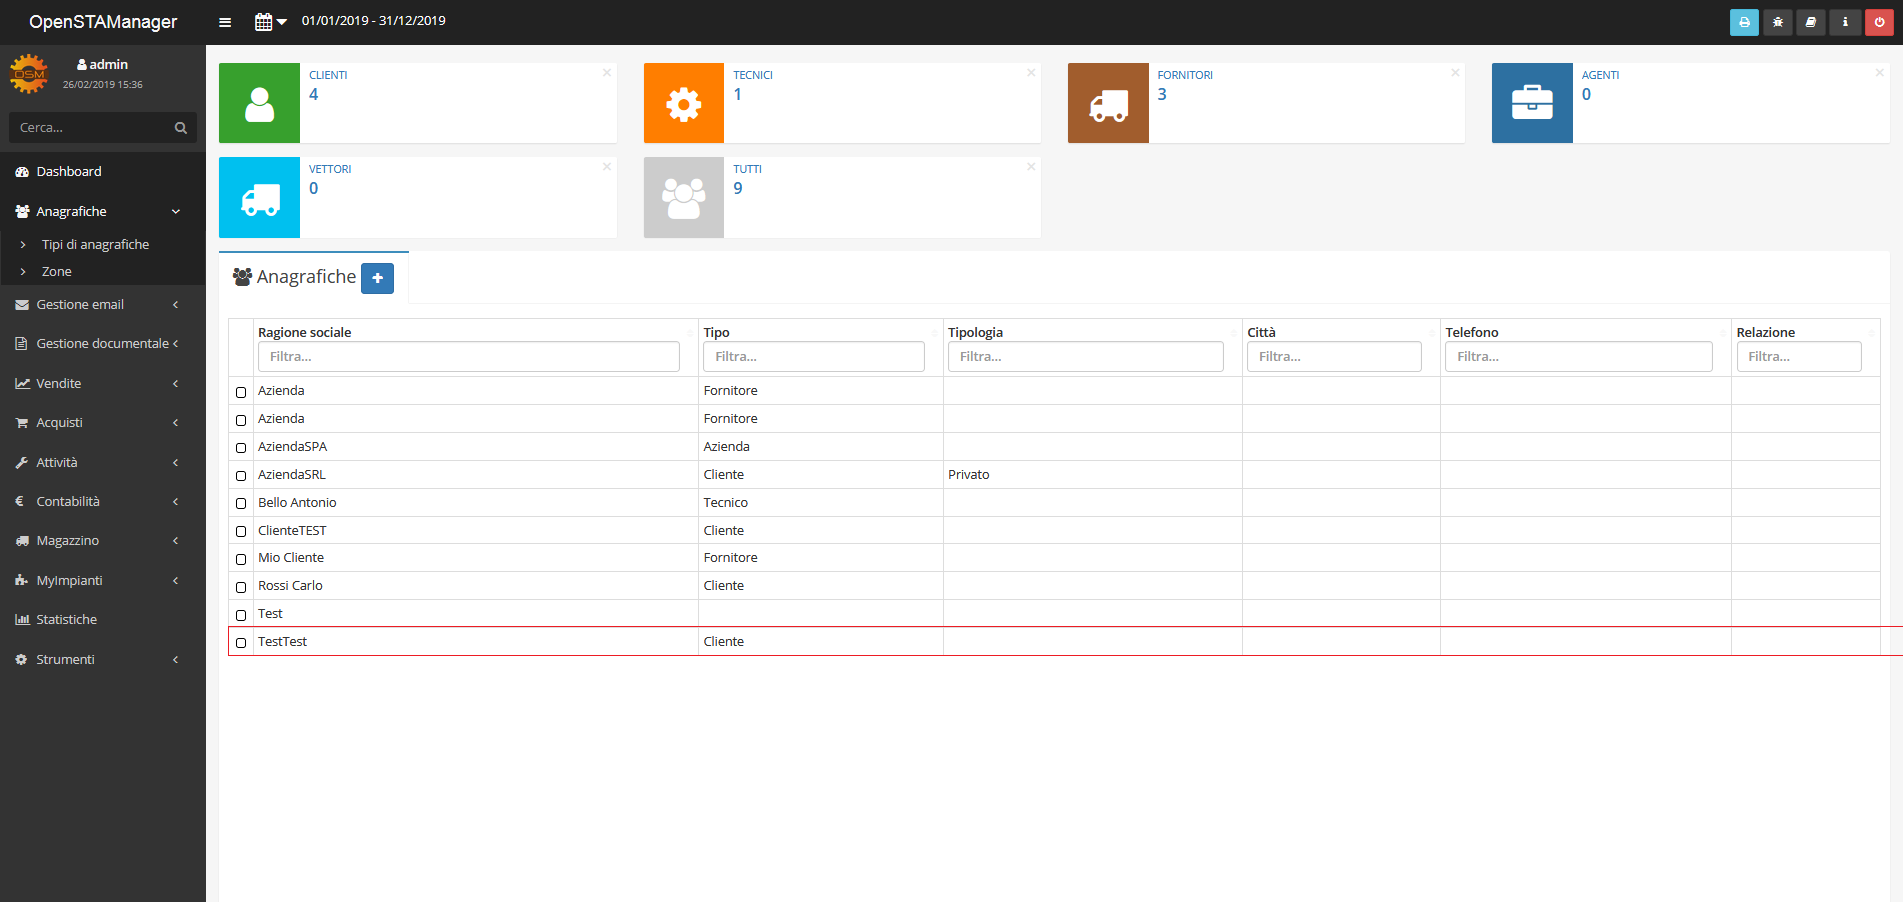 OpenSTAManager
01/01/2019 - 31/12/2019
OSM
admin
26/02/2019 15:36
Cerca...
Dashboard
Anagrafiche
Tipi di anagrafiche
Zone
Gestione email
Gestione documentale
Vendite
Acquisti
Attività
€ Contabilità
Magazzino
MyImpianti
Statistiche
Strumenti
CLIENTI
4
TECNICI
1
FORNITORI
3
AGENTI
0
VETTORI
0
TUTTI
9
Anagrafiche +
Ragione sociale Tipo Tipologia Città Telefono Relazione
Filtra... Filtra... Filtra... Filtra... Filtra... Filtra...
Azienda Fornitore
Azienda Fornitore
AziendaSPA Azienda
AziendaSRL Cliente Privato
Bello Antonio Tecnico
ClienteTEST Cliente
Mio Cliente Fornitore
Rossi Carlo Cliente
Test
TestTest Cliente